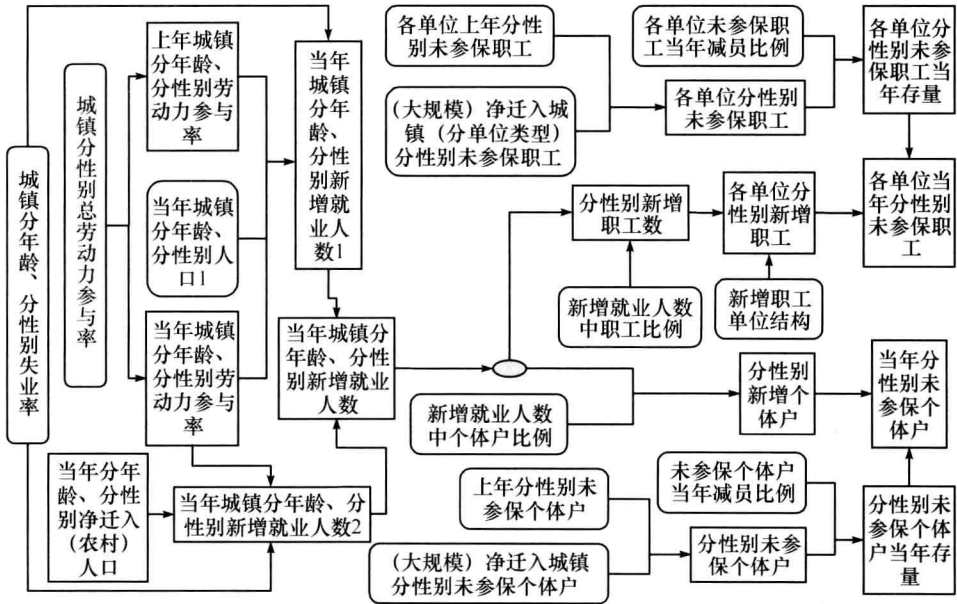 城镇分年龄、分性别失业率
城镇分性别总劳动力参与率
上年城镇
分年龄、
分性别劳
动力参与
率
当年城镇
分年龄、
分性别人
口1
当年城镇
分年龄、
分性别劳
动力参与
率
当年分年
龄、分性
别净迁入
（农村）
人口
当年
城镇
分年
龄、
分性
别新
增就
业人
数1
当年城镇分
年龄、分性
别新增就业
人数
当年城镇分年龄、分
性别新增就业人数2
各单位上年分性
别未参保职工
（大规模）净迁入城
镇（分单位类型）
分性别未参保职工
各单位未参保职
工当年减员比例
各单位分性别
未参保职工
各单位分
性别未参
保职工当
年存量
分性别新增
职工数
各单位分
性别新增
职工
各单位当
年分性别
未参保职
工
新增就业人数
中职工比例
新增职工
单位结构
新增就业人数
中个体户比例
分性别
新增个
体户
当年分
性别未
参保个
体户
上年分性别未
参保个体户
（大规模）净迁入城镇
分性别未参保个体户
未参保个体户
当年减员比例
分性别未参
保个体户
分性别未
参保个体
户当年存
量